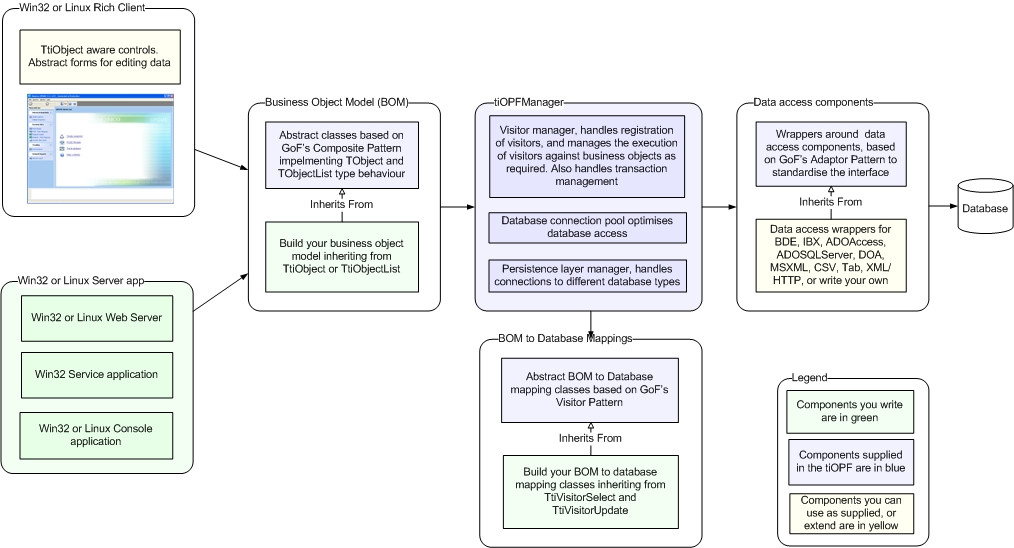 Win32 or Linux Rich Client
TtiObject aware controls.
Abstract forms for editing data
Win32 or Linux Server app
Win32 or Linux Web Server
Win32 Service application
Win32 or Linux Console
application
Business Object Model (BOM)
Abstract classes based on
GoF's Composite Pattern
impelmenting TObject and
TObjectList type behaviour
Inherits From
Build your business object
model inheriting from
TtiObject or TtiObjectList
tiOPFManager
Visitor manager, handles registration
of visitors, and manages the execution
of visitors against business objects as
required. Also handles transaction
management
Database connection pool optimises
database access
Persistence layer manager, handles
connections to different database types
BOM to Database Mappings
Abstract BOM to Database
mapping classes based on GoF's
Visitor Pattern
Inherits From
Build your BOM to database
mapping classes inheriting from
TtiVisitorSelect and
TtiVisitorUpdate
Data access components
Wrappers around data
access components, based
on GoF's Adaptor Pattern to
standardise the interface
Inherits From
Data access wrappers for
BDE, IBX, ADOAccess,
ADOSQLServer, DOA,
MSXML, CSV, Tab, XML/
HTTP, or write your own
Database
Legend
Components you write
are in green
Components supplied
in the tiOPF are in blue
Components you can
use as supplied, or
extend are in yellow